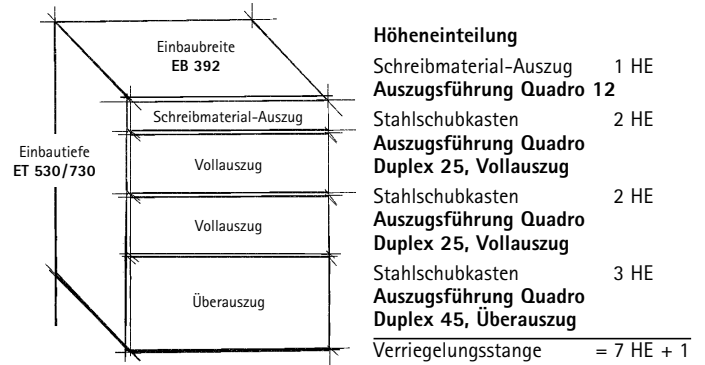 Einbaubreite
EB 392
Schreibmaterial-Auszug
Einbautiefe
ET 530/730
Vollauszug
Vollauszug
Überauszug
Höheneinteilung
Schreibmaterial-Auszug 1 HE
Auszugsführung Quadro 12
Stahlschubkasten 2 HE
Auszugsführung Quadro
Duplex 25, Vollauszug
Stahlschubkasten 2 HE
Auszugsführung Quadro
Duplex 25, Vollauszug
Stahlschubkasten 3 HE
Auszugsführung Quadro
Duplex 45, Überauszug
Verriegelungsstange = 7 HE + 1